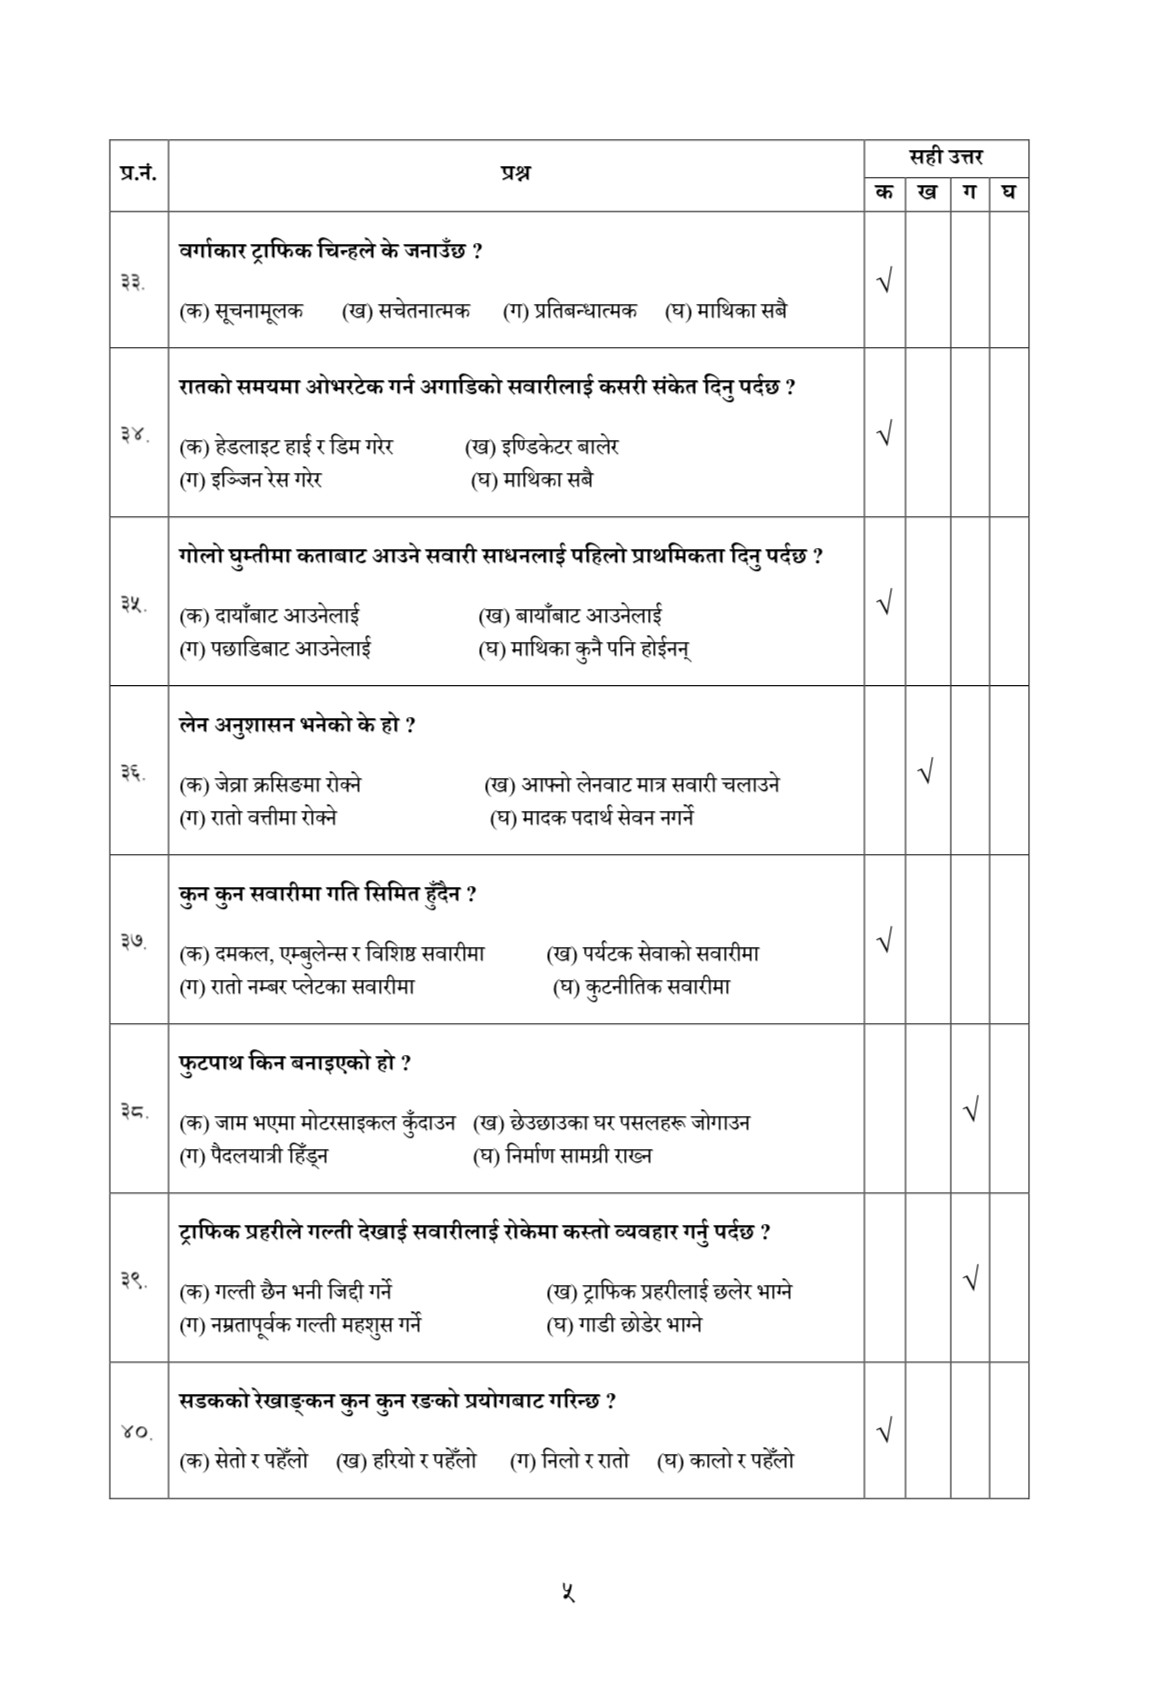 प्र.नं. प्रश्न सही उत्तर
क ख ग घ
३३. वर्गाकार ट्राफिक चिन्हले के जनाउँछ ? √
(क) सूचनामूलक (ख) सचेतनात्मक (ग) प्रतिबन्धात्मक (घ) माथिका सबै
३४. रातको समयमा ओभरटेक गर्न अगाडिको सवारीलाई कसरी संकेत दिनु पर्दछ ? √
(क) हेडलाइट हाई र डिम गरेर (ख) इण्डिकेटर बालेर
(ग) इञ्जिन रेस गरेर (घ) माथिका सबै
३५. गोलो घुम्तीमा कताबाट आउने सवारी साधनलाई पहिलो प्राथमिकता दिनु पर्दछ ? √
(क) दायाँबाट आउनेलाई (ख) बायाँबाट आउनेलाई
(ग) पछाडिबाट आउनेलाई (घ) माथिका कुनै पनि होईनन्
३६. लेन अनुशासन भनेको के हो ? √
(क) जेव्रा क्रसिङमा रोक्ने (ख) आफ्नो लेनवाट मात्र सवारी चलाउने
(ग) रातो वत्तीमा रोक्ने (घ) मादक पदार्थ सेवन नगर्ने
३७. कुन कुन सवारीमा गति सिमित हुँदैन ? √
(क) दमकल, एम्बुलेन्स र विशिष्ठ सवारीमा (ख) पर्यटक सेवाको सवारीमा
(ग) रातो नम्बर प्लेटका सवारीमा (घ) कुटनीतिक सवारीमा
३८. फुटपाथ किन बनाइएको हो ? √
(क) जाम भएमा मोटरसाइकल कुँदाउन (ख) छेउछाउका घर पसलहरू जोगाउन
(ग) पैदलयात्री हिँड्न (घ) निर्माण सामग्री राख्न
३९. ट्राफिक प्रहरीले गल्ती देखाई सवारीलाई रोकेमा कस्तो व्यवहार गर्नु पर्दछ ? √
(क) गल्ती छैन भनी जिद्दी गर्ने (ख) ट्राफिक प्रहरीलाई छलेर भाग्ने
(ग) नम्रतापूर्वक गल्ती महशुस गर्ने (घ) गाडी छोडेर भाग्ने
४०. सडकको रेखाङ्कन कुन कुन रङको प्रयोगबाट गरिन्छ ? √
(क) सेतो र पहेँलो (ख) हरियो र पहेँलो (ग) निलो र रातो (घ) कालो र पहेँलो
५